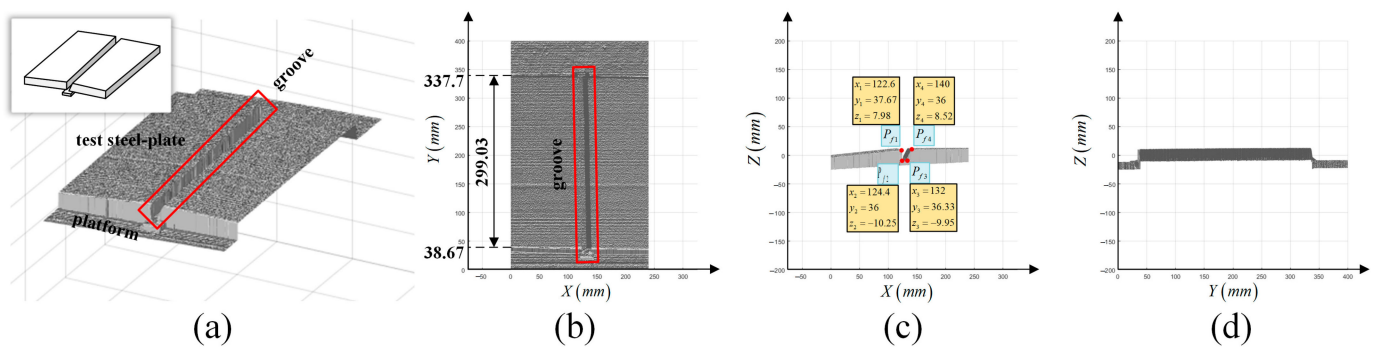 groove
test steel-plate
platform
(a)
Y (mm)
400
350
337.7
300
250
299.03
200
150
100
50
38.67
0
groove
−50 0 50 100 150 200 250 300
X (mm)
(b)
Z (mm)
200
150
100
50
0
−50
−100
−150
−200
x₁ = 122.6
y₁ = 37.67
z₁ = 7.98
x₄ = 140
y₄ = 36
z₄ = 8.52
P_f1
P_f4
P_f3
x₂ = 124.4
y₂ = 36
z₂ = −10.25
x₃ = 132
y₃ = 36.33
z₃ = −9.95
−50 0 50 100 150 200 250 300
X (mm)
(c)
Z (mm)
200
150
100
50
0
−50
−100
−150
−200
0 50 100 150 200 250 300 350 400
Y (mm)
(d)